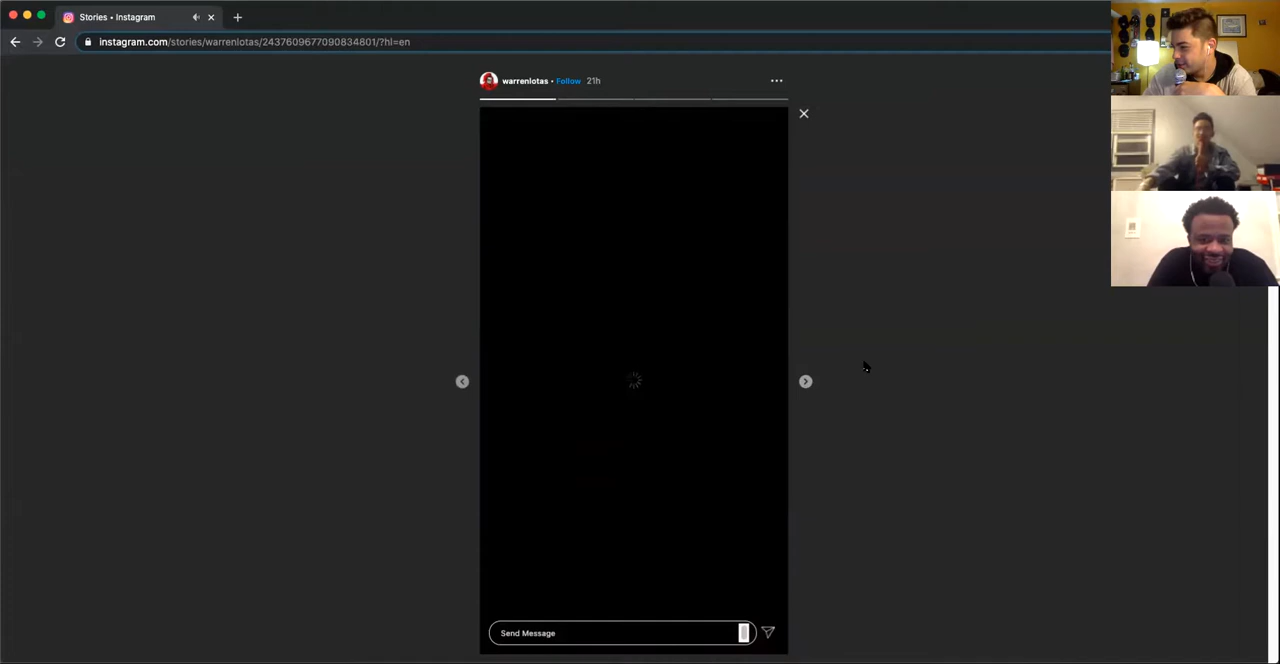 Stories • Instagram
instagram.com/stories/warrenlotas/2437609677090834801/?hl=en
warrenlotas • Follow 21h
Send Message